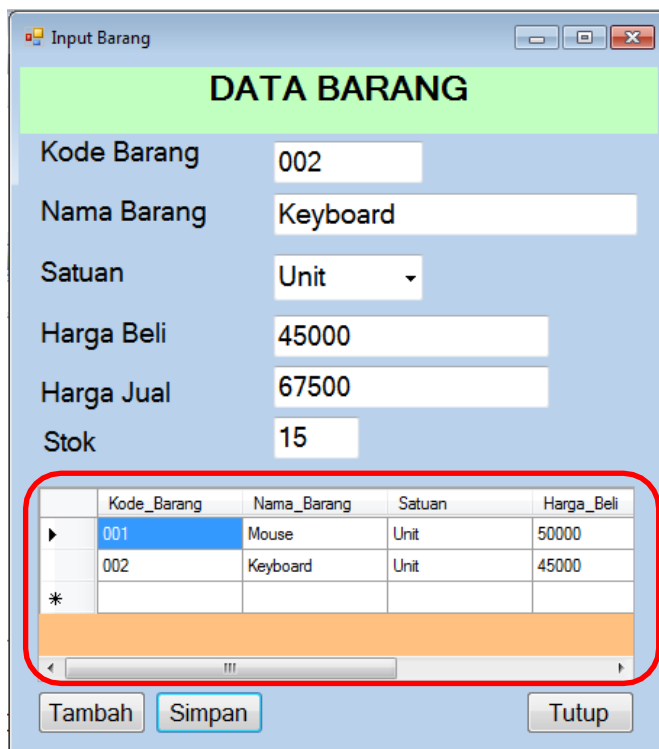 Input Barang
DATA BARANG
Kode Barang 002
Nama Barang Keyboard
Satuan Unit
Harga Beli 45000
Harga Jual 67500
Stok 15
Kode_Barang Nama_Barang Satuan Harga_Beli
001 Mouse Unit 50000
002 Keyboard Unit 45000
Tambah Simpan Tutup